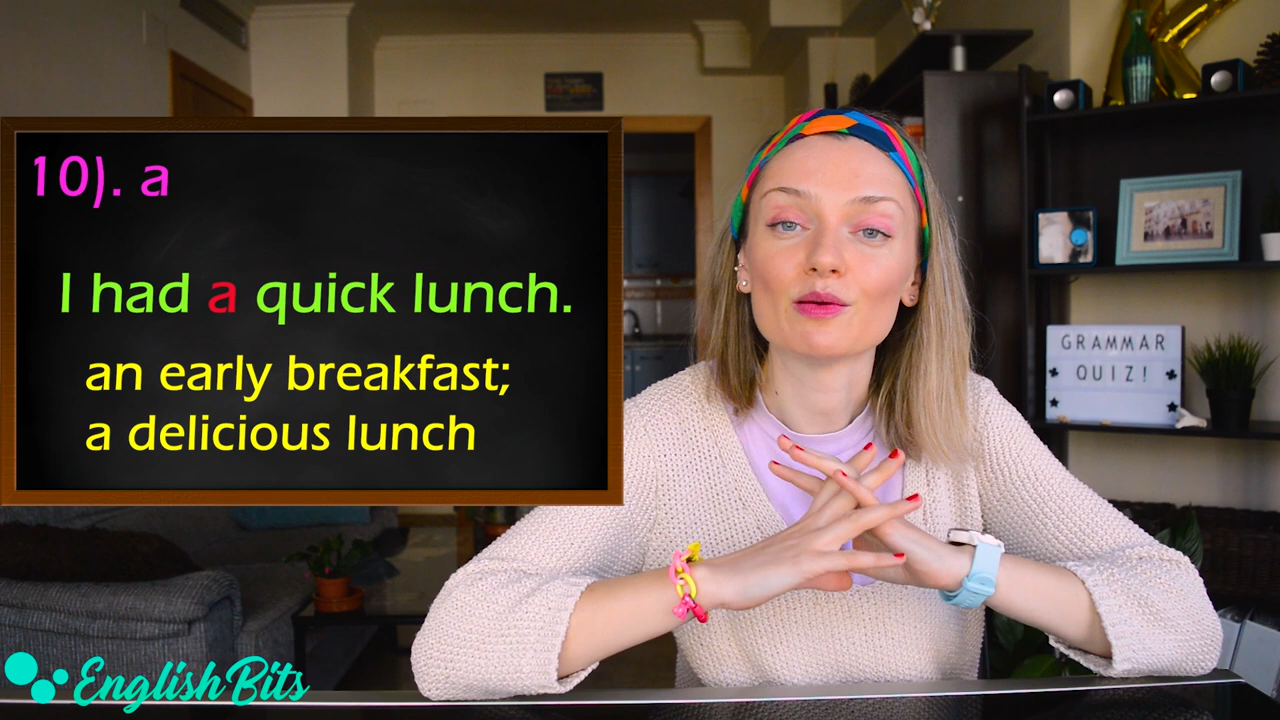 10). a
I had a quick lunch.
an early breakfast;
a delicious lunch
GRAMMAR
QUIZ!
EnglishBits